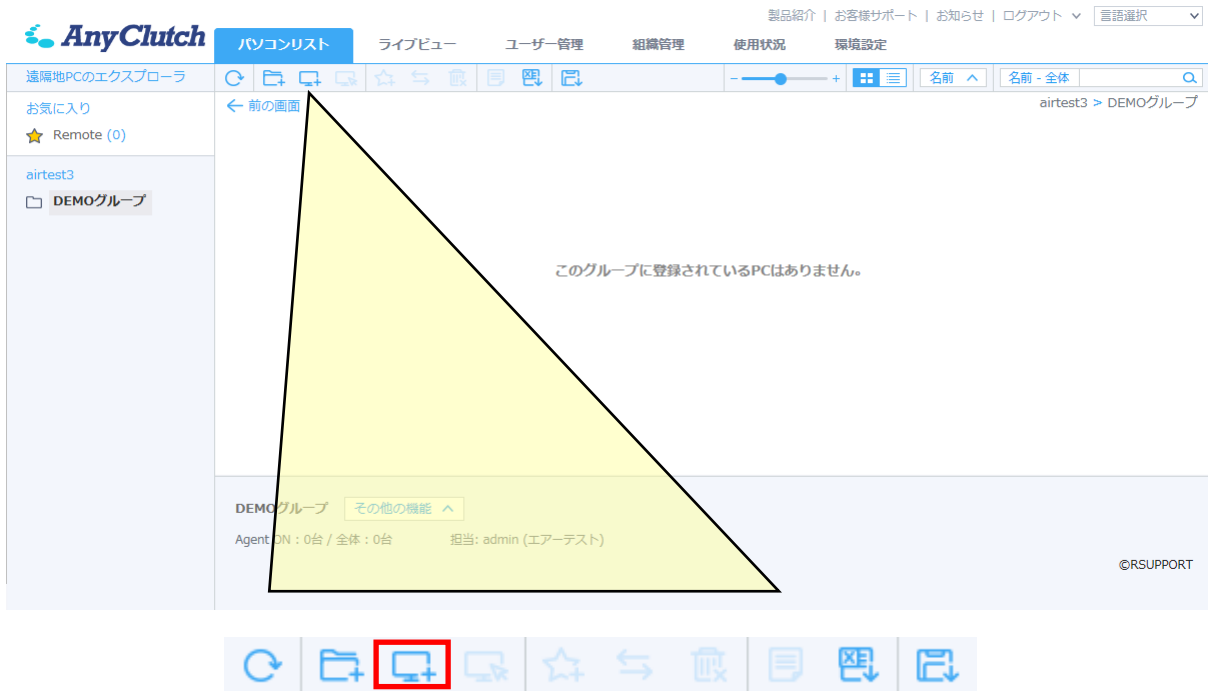 製品紹介 | お客様サポート | お知らせ | ログアウト 言語選択
AnyClutch
パソコンリスト ライブビュー ユーザー管理 組織管理 使用状況 環境設定
遠隔地PCのエクスプローラ
- + 名前 名前 - 全体
お気に入り
Remote (0)
airtest3
DEMOグループ
前の画面
airtest3 > DEMOグループ
このグループに登録されているPCはありません。
DEMOグループ その他の機能
Agent ON : 0台 / 全体 : 0台 担当: admin (エアーテスト)
©RSUPPORT
XE